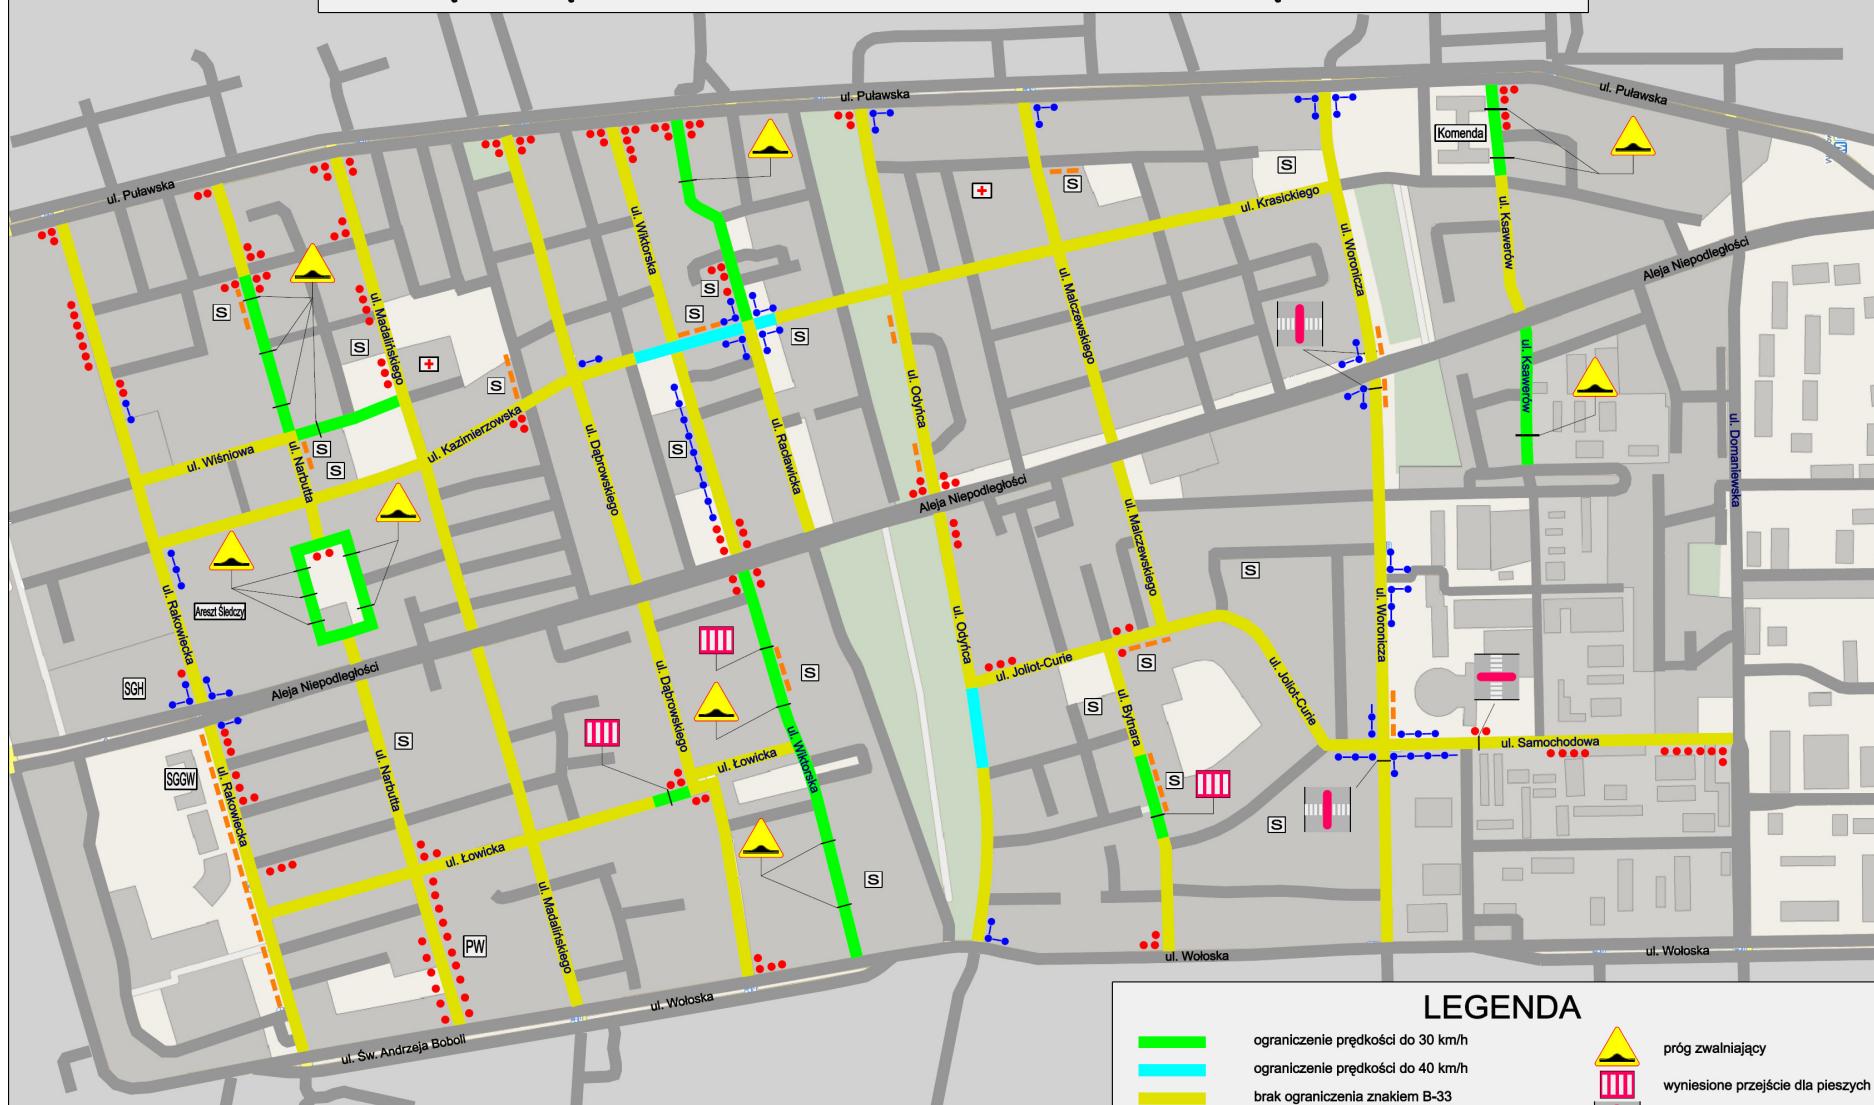 ul. Puławska
ul. Puławska
ul. Puławska
Komenda
S
S
ul. Krasickiego
ul. Wiktorska
ul. Ksawerów
ul. Woronicza
Aleja Niepodległości
S
S
S
S
S
ul. Madalińskiego
ul. Malczewskiego
S
S
ul. Odyńca
ul. Ksawerów
ul. Kazimierzowska
ul. Wiśniowa
ul. Narbutta
S
S
S
ul. Dąbrowskiego
ul. Racławicka
ul. Domaniewska
Aleja Niepodległości
ul. Malczewskiego
S
Areszt Śledczy
ul. Rakowiecka
ul. Odyńca
ul. Woronicza
SGH
Aleja Niepodległości
ul. Dąbrowskiego
S
ul. Joliot-Curie
S
ul. Joliot-Curie
S
ul. Bytnara
S
ul. Samochodowa
SGGW
ul. Rakowiecka
ul. Narbutta
ul. Łowicka
ul. Wiktorska
S
S
ul. Łowicka
S
PW
ul. Madalińskiego
ul. Wołoska
ul. Wołoska
ul. Wołoska
ul. Św. Andrzeja Boboli
LEGENDA
ograniczenie prędkości do 30 km/h
próg zwalniający
ograniczenie prędkości do 40 km/h
wyniesione przejście dla pieszych
brak ograniczenia znakiem B-33